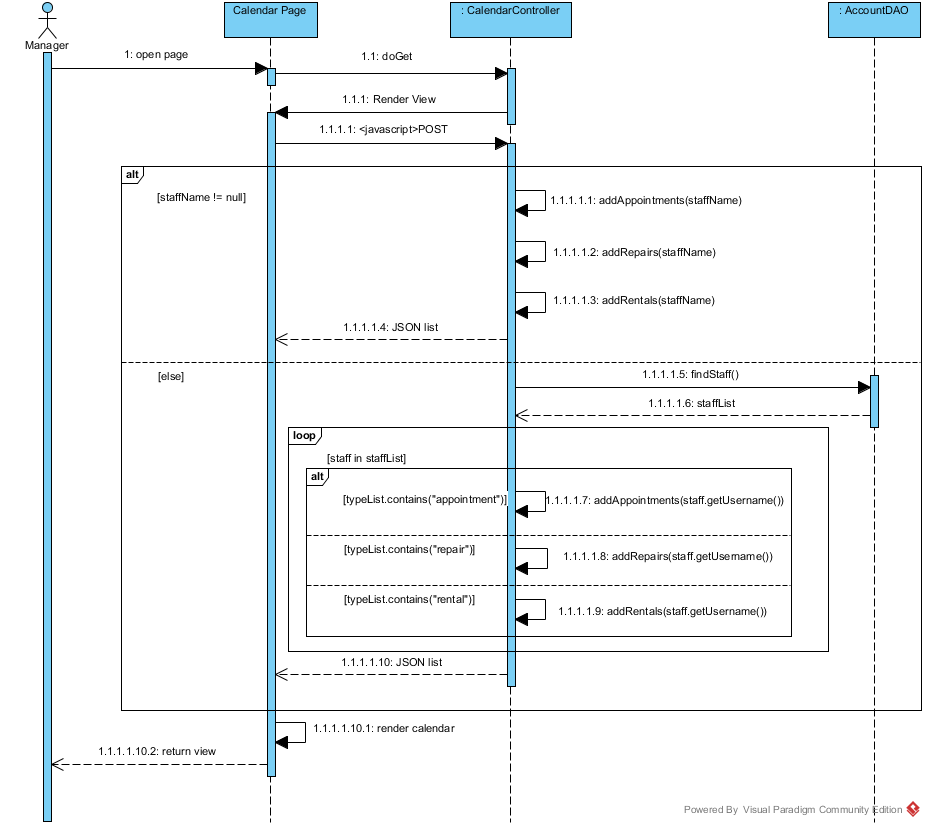 Calendar Page
: CalendarController
: AccountDAO
Manager
1: open page
1.1: doGet
1.1.1: Render View
1.1.1.1: <javascript>POST
alt
[staffName != null]
1.1.1.1.1: addAppointments(staffName)
1.1.1.1.2: addRepairs(staffName)
1.1.1.1.3: addRentals(staffName)
1.1.1.1.4: JSON list
[else]
1.1.1.1.5: findStaff()
1.1.1.1.6: staffList
loop
[staff in staffList]
alt
[typeList.contains("appointment")]
1.1.1.1.7: addAppointments(staff.getUsername())
[typeList.contains("repair")]
1.1.1.1.8: addRepairs(staff.getUsername())
[typeList.contains("rental")]
1.1.1.1.9: addRentals(staff.getUsername())
1.1.1.1.10: JSON list
1.1.1.1.10.1: render calendar
1.1.1.1.10.2: return view
Powered By Visual Paradigm Community Edition